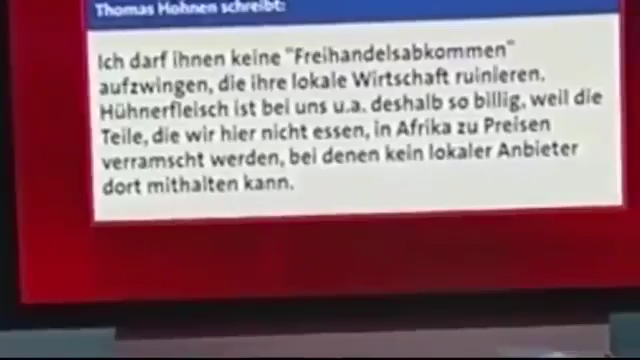 Thomas Hohnen schreibt:
Ich darf ihnen keine "Freihandelsabkommen"
aufzwingen, die ihre lokale Wirtschaft ruinieren.
Hühnerfleisch ist bei uns u.a. deshalb so billig, weil die
Teile, die wir hier nicht essen, in Afrika zu Preisen
verramscht werden, bei denen kein lokaler Anbieter
dort mithalten kann.